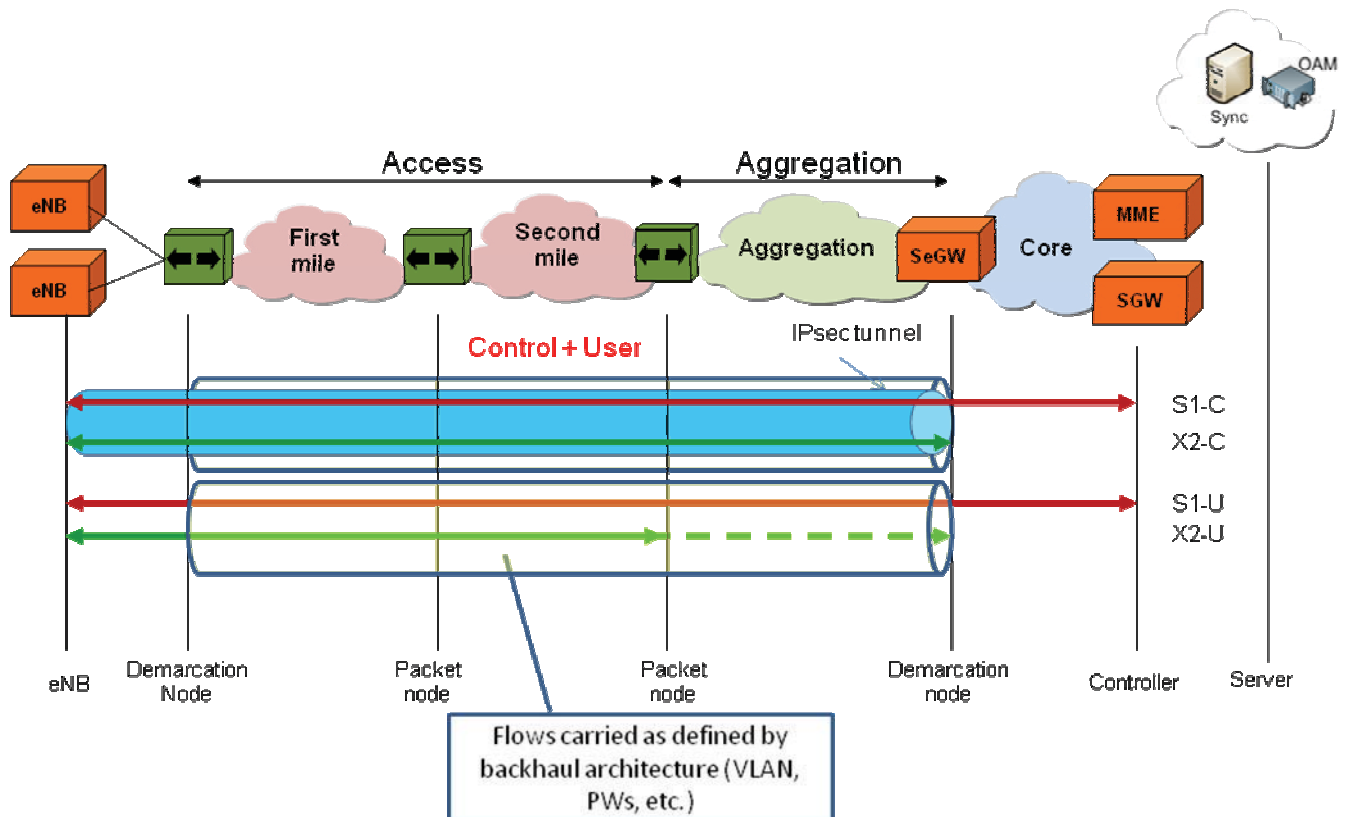 OAM
Sync
Access
Aggregation
eNB
eNB
First
mile
Second
mile
Aggregation
SeGW
Core
MME
SGW
Control + User
IPsec tunnel
S1-C
X2-C
S1-U
X2-U
eNB
Demarcation
Node
Packet
node
Packet
node
Demarcation
node
Controller
Server
Flows carried as defined by
backhaul architecture (VLAN,
PWs, etc.)